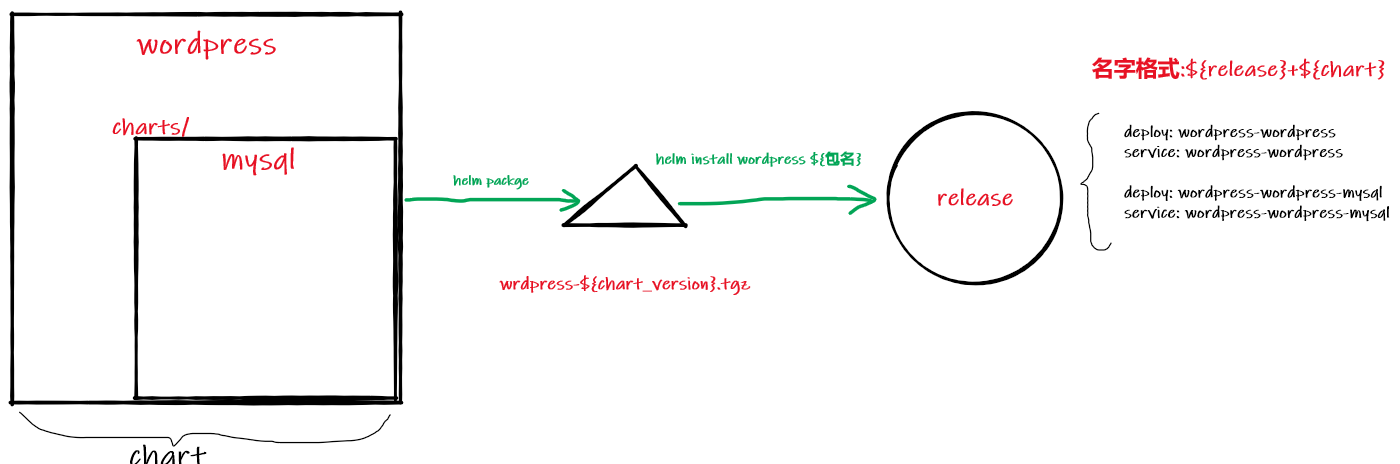 wordpress
charts/
mysql
chart
helm packge
wrdpress-${chart_version}.tgz
helm install wordpress ${包名}
release
名字格式:${release}+${chart}
deploy: wordpress-wordpress
service: wordpress-wordpress
deploy: wordpress-wordpress-mysql
service: wordpress-wordpress-mysql